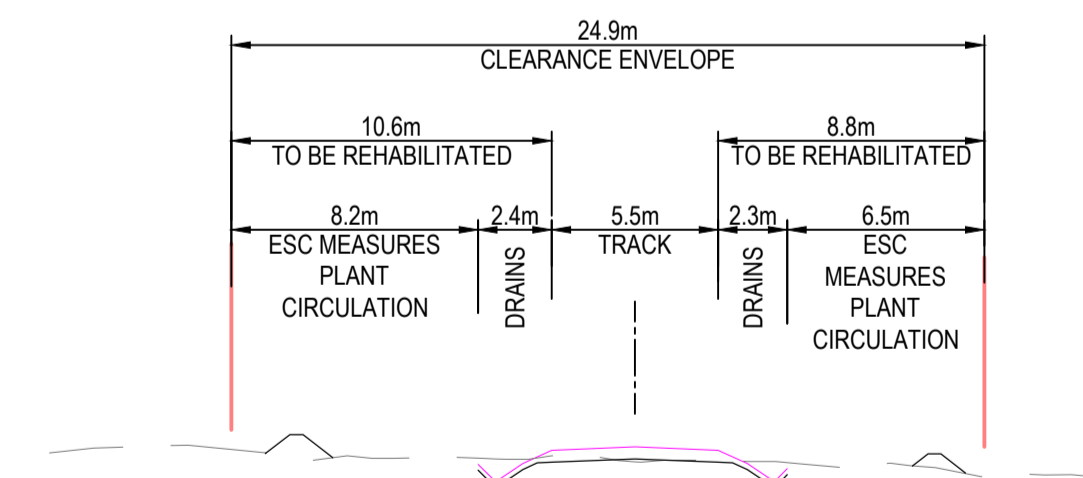 24.9m
CLEARANCE ENVELOPE
10.6m
TO BE REHABILITATED
8.8m
TO BE REHABILITATED
8.2m
ESC MEASURES
PLANT
CIRCULATION
2.4m
DRAINS
5.5m
TRACK
2.3m
DRAINS
6.5m
ESC
MEASURES
PLANT
CIRCULATION